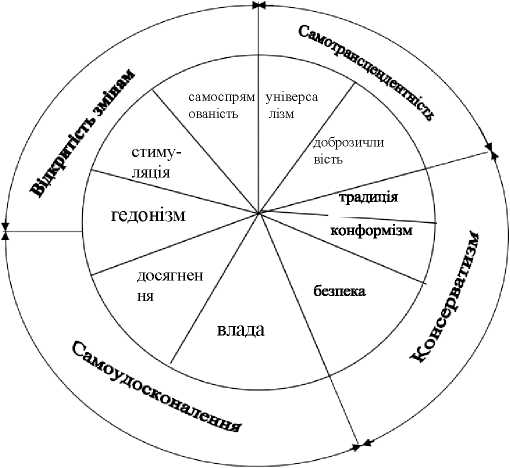 Самотрансцендентність
Відкритість змінам
самоспрям
ованість
універса
лізм
доброзичли
вість
стиму-
ляція
традиція
гедонізм
конформізм
досягнен
ня
безпека
влада
Консерватизм
Самоудосконалення